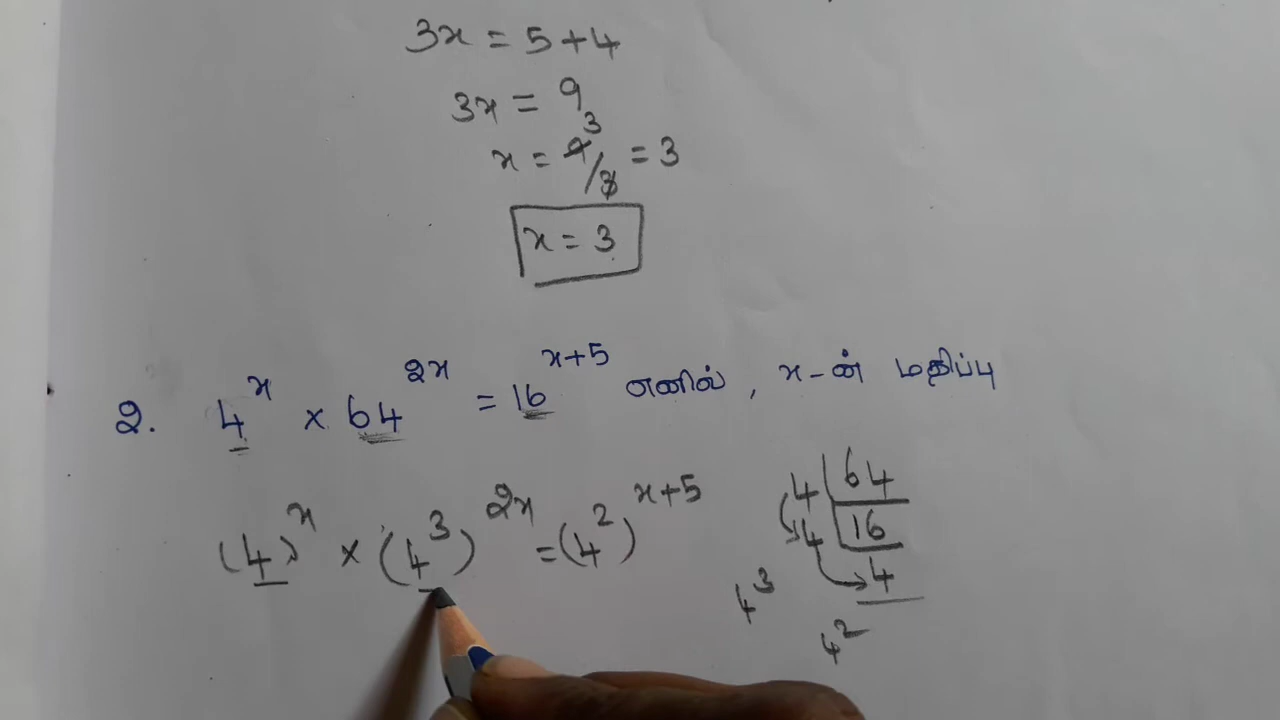 3x = 5+4
3x = 9
x = 9/3 3 = 3
x = 3
2. 4^x × 64^2x = 16^x+5 எனில், x-ன் மதிப்பு
(4)^x × (4^3)^2x = (4^2)^x+5
4 | 64
4 | 16
4
4^3
4^2